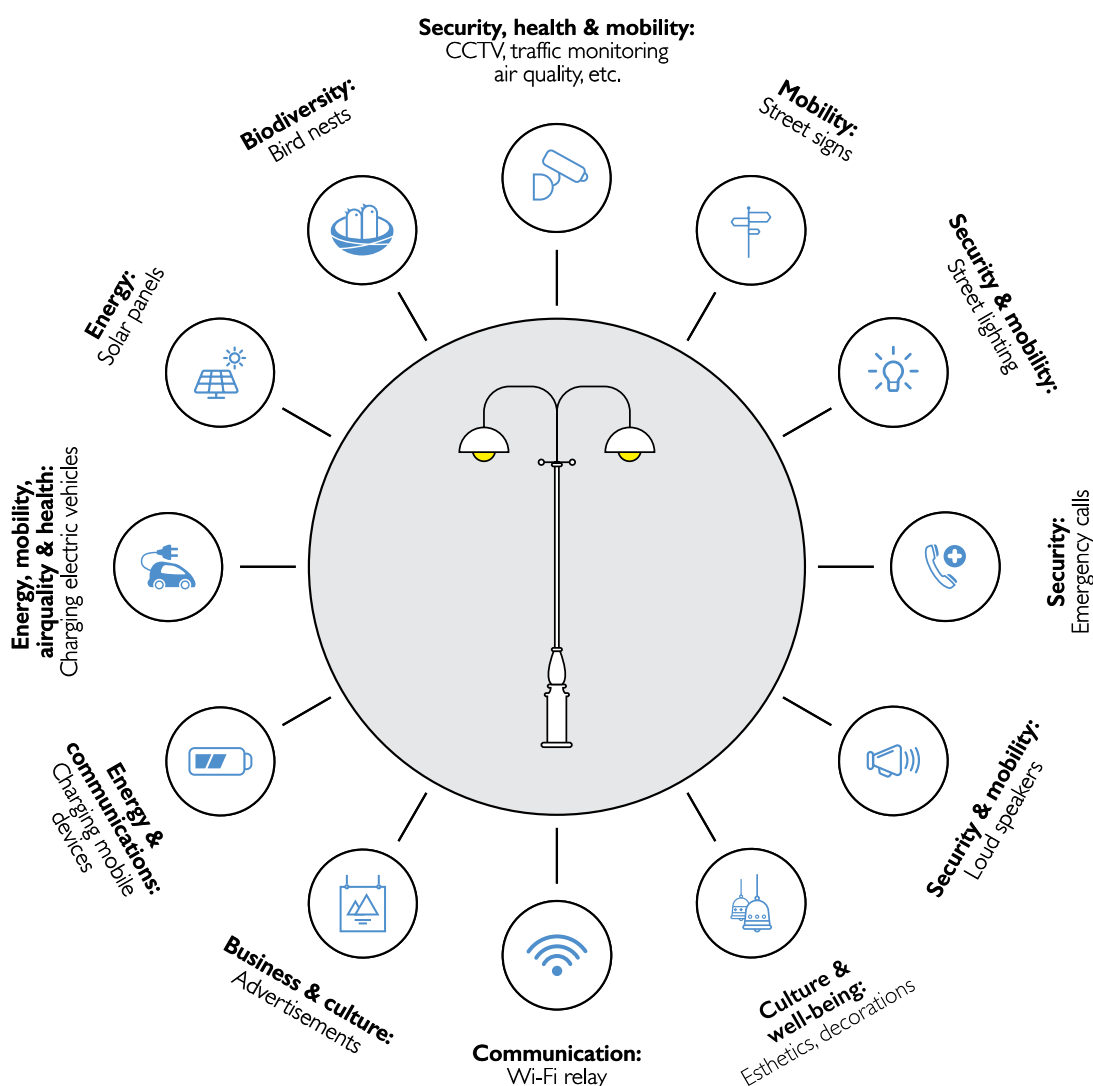 Security, health & mobility:
CCTV, traffic monitoring
air quality, etc.
Mobility:
Street signs
Security & mobility:
Street lighting
Security:
Emergency calls
Security & mobility:
Loud speakers
Culture &
well-being:
Esthetics, decorations
Communication:
Wi-Fi relay
Business & culture:
Advertisements
Energy &
communications:
Charging mobile
devices
Energy, mobility,
airquality & health:
Charging electric vehicles
Energy:
Solar panels
Biodiversity:
Bird nests